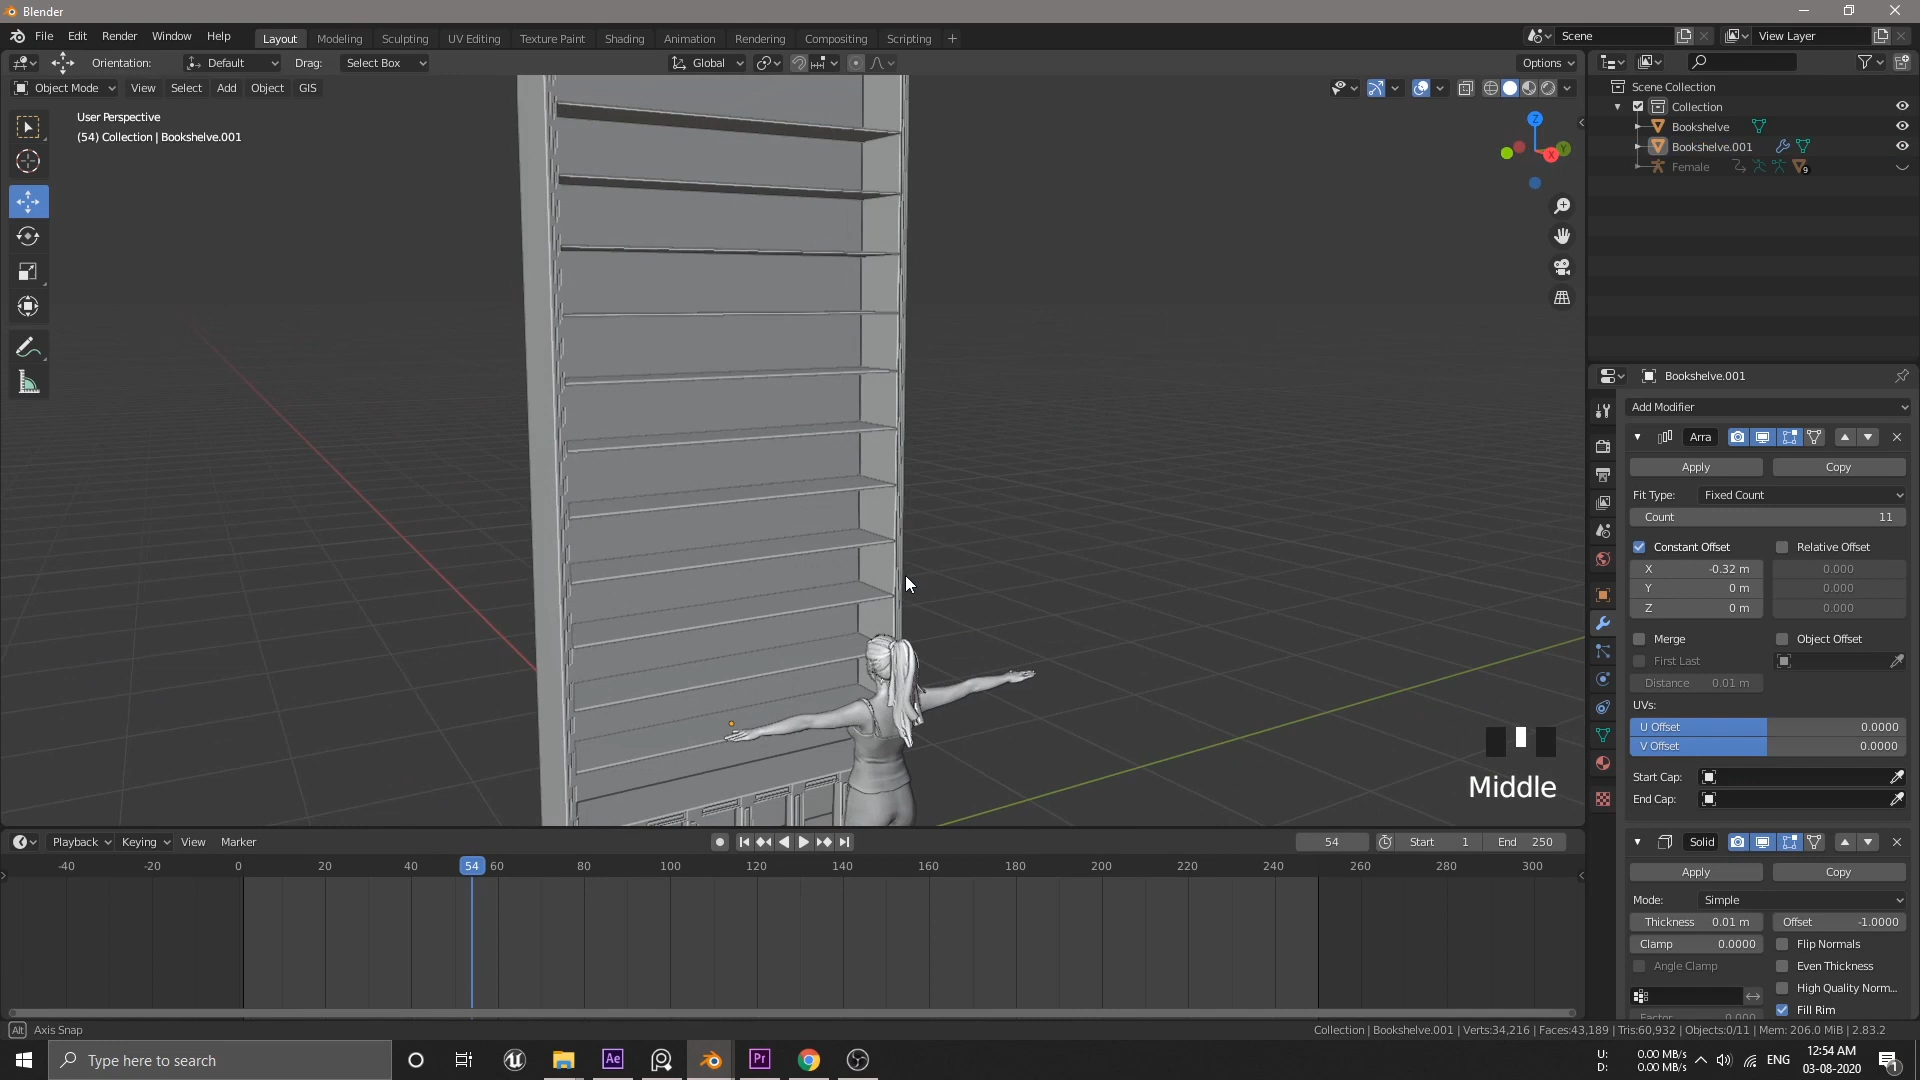 Blender
File Edit Render Window Help
Layout Modeling Sculpting UV Editing Texture Paint Shading Animation Rendering Compositing Scripting +
Scene View Layer
Orientation: Default Drag: Select Box Global Options
Object Mode View Select Add Object GIS
User Perspective
(54) Collection | Bookshelve.001
Z
Y
X
Scene Collection
Collection
Bookshelve
Bookshelve.001
Female 9
Bookshelve.001
Add Modifier
Arra
Apply Copy
Fit Type: Fixed Count
Count 11
Constant Offset Relative Offset
X -0.32 m 0.000
Y 0 m 0.000
Z 0 m 0.000
Merge Object Offset
First Last
Distance 0.01 m
UVs:
U Offset 0.0000
V Offset 0.0000
Start Cap:
End Cap:
Solid
Apply Copy
Mode: Simple
Thickness 0.01 m Offset -1.0000
Clamp 0.0000 Flip Normals
Angle Clamp Even Thickness
High Quality Norm...
Fill Rim
Factor 0.000
Middle
Playback Keying View Marker 54 Start 1 End 250
-40 -20 0 20 40 54 60 80 100 120 140 160 180 200 220 240 260 280 300
Alt Axis Snap
Collection | Bookshelve.001 | Verts:34,216 | Faces:43,189 | Tris:60,932 | Objects:0/11 | Mem: 206.0 MiB | 2.83.2
Type here to search
Ae
Pr
U: 0.00 MB/s
D: 0.00 MB/s
ENG
12:54 AM
03-08-2020
1